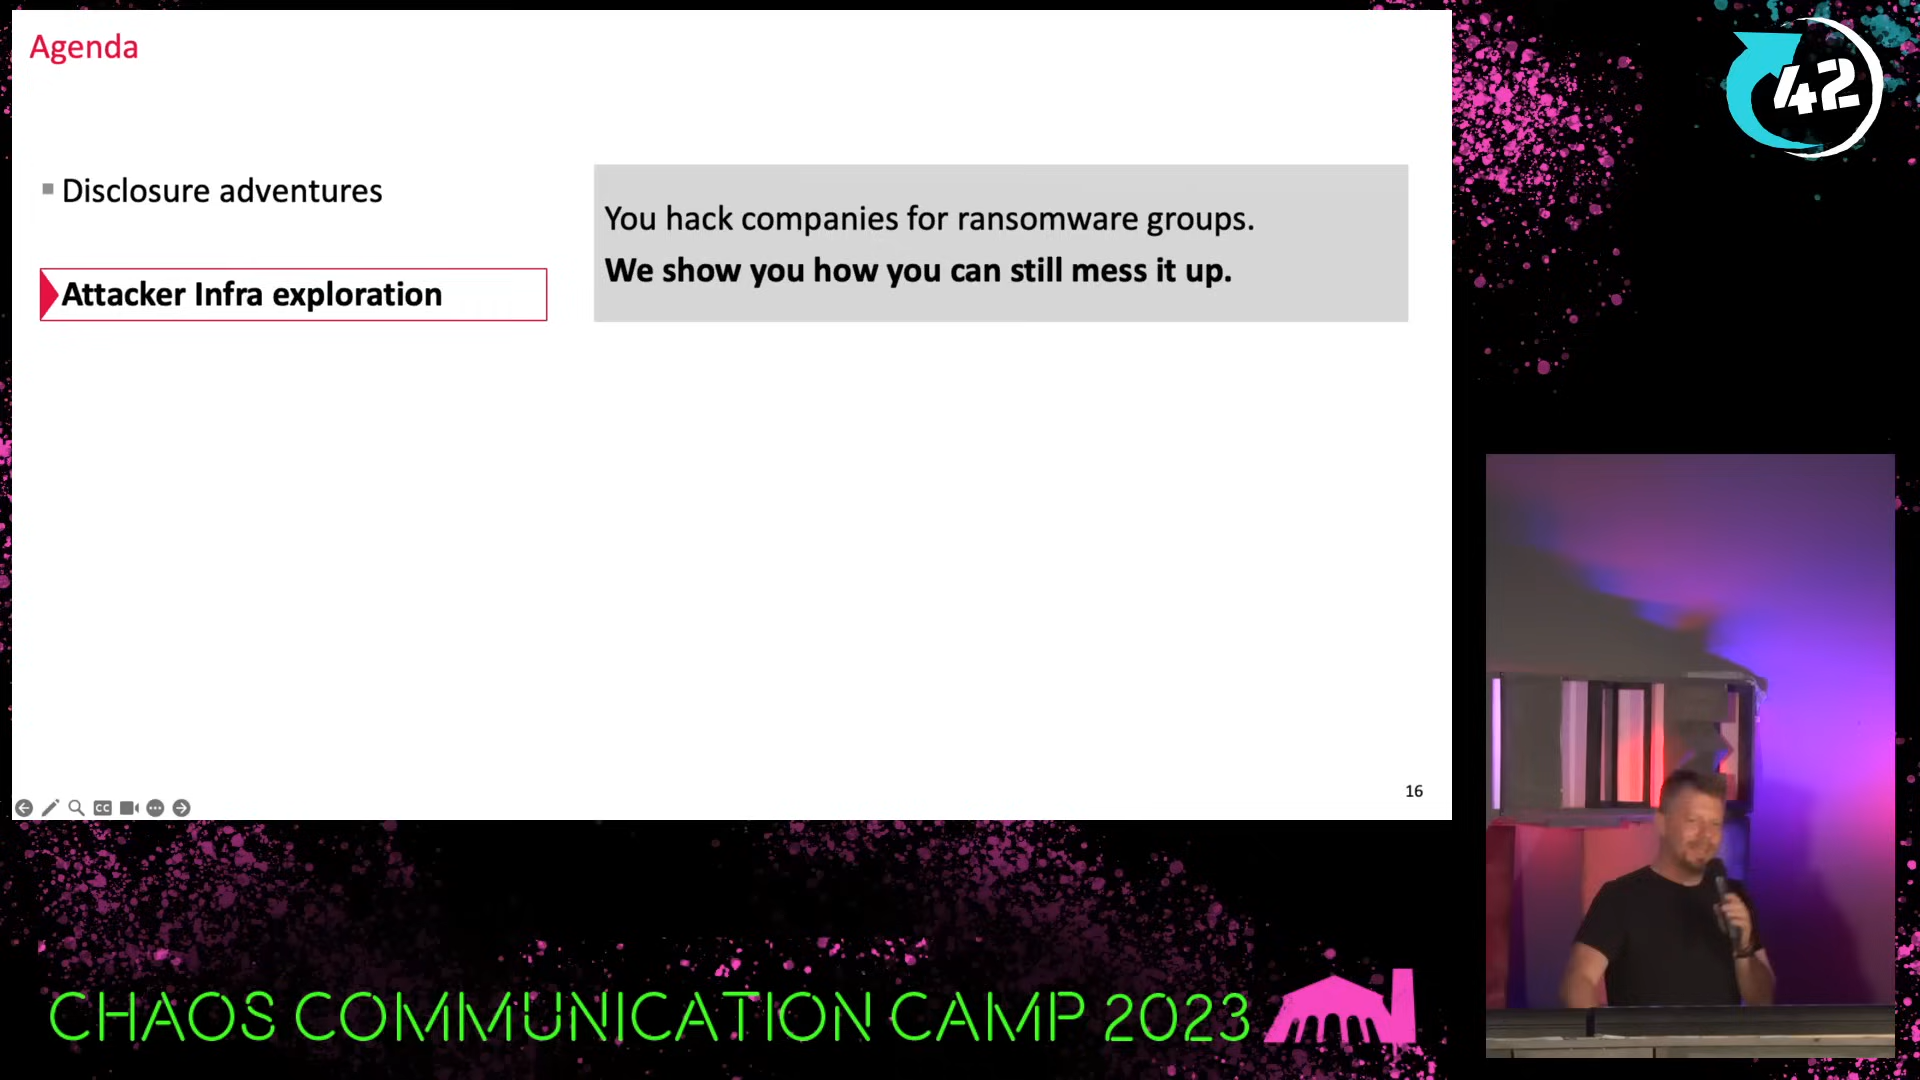 Agenda
Disclosure adventures
Attacker Infra exploration
You hack companies for ransomware groups.
We show you how you can still mess it up.
CC
16
42
CHAOS COMMUNICATION CAMP 2023